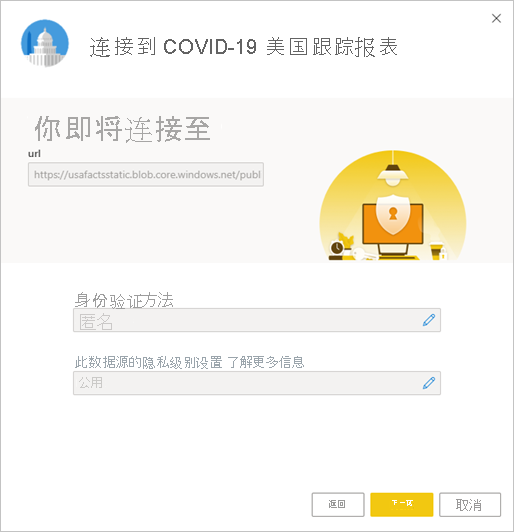 连接到 COVID-19 美国跟踪报表
你即将连接至
url
https://usafactsstatic.blob.core.windows.net/publ
身份验证方法
匿名
此数据源的隐私级别设置 了解更多信息
公用
返回 下一页 取消